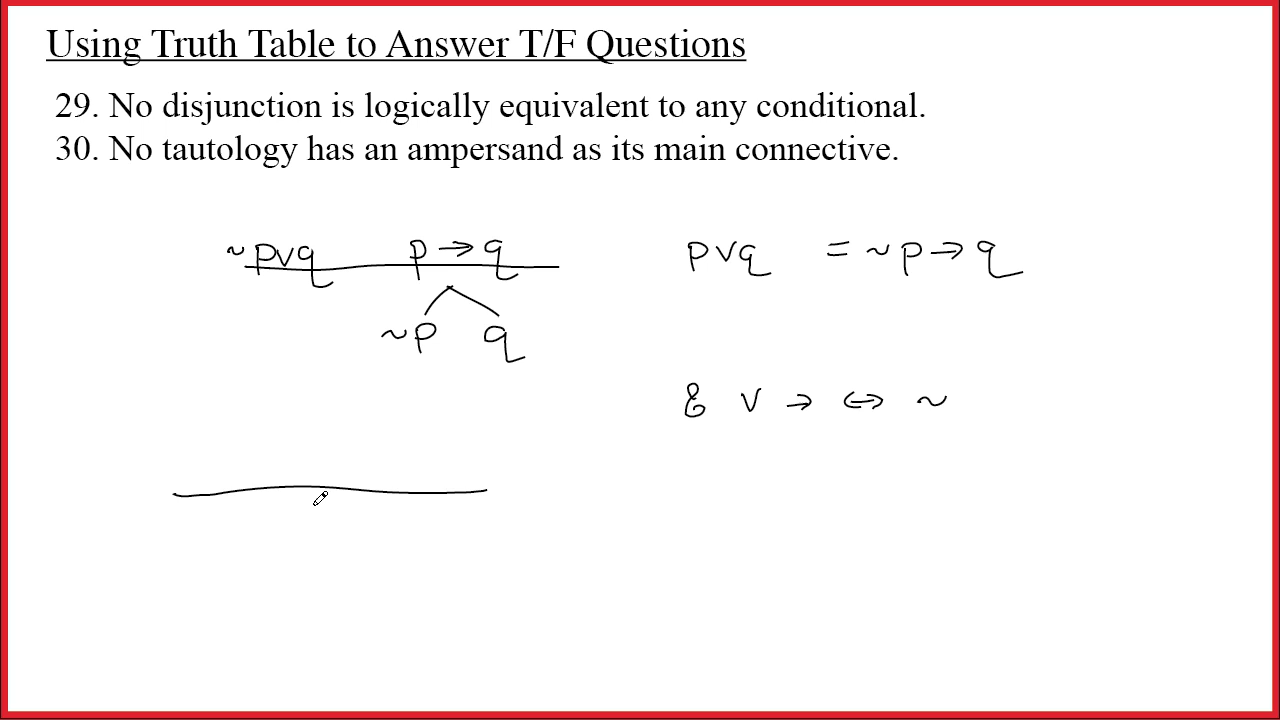 Using Truth Table to Answer T/F Questions
29. No disjunction is logically equivalent to any conditional.
30. No tautology has an ampersand as its main connective.
~p∨q p→q p∨q = ~p→q
~p q
& ∨ → ↔ ~